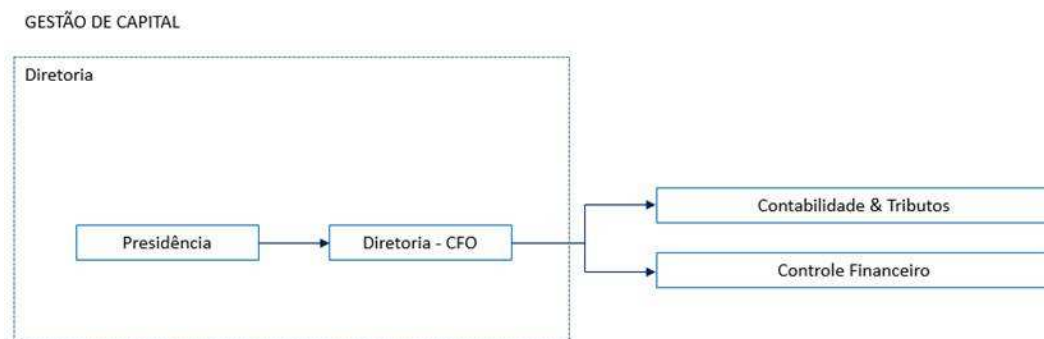 GESTÃO DE CAPITAL
Diretoria
Presidência
Diretoria - CFO
Contabilidade & Tributos
Controle Financeiro